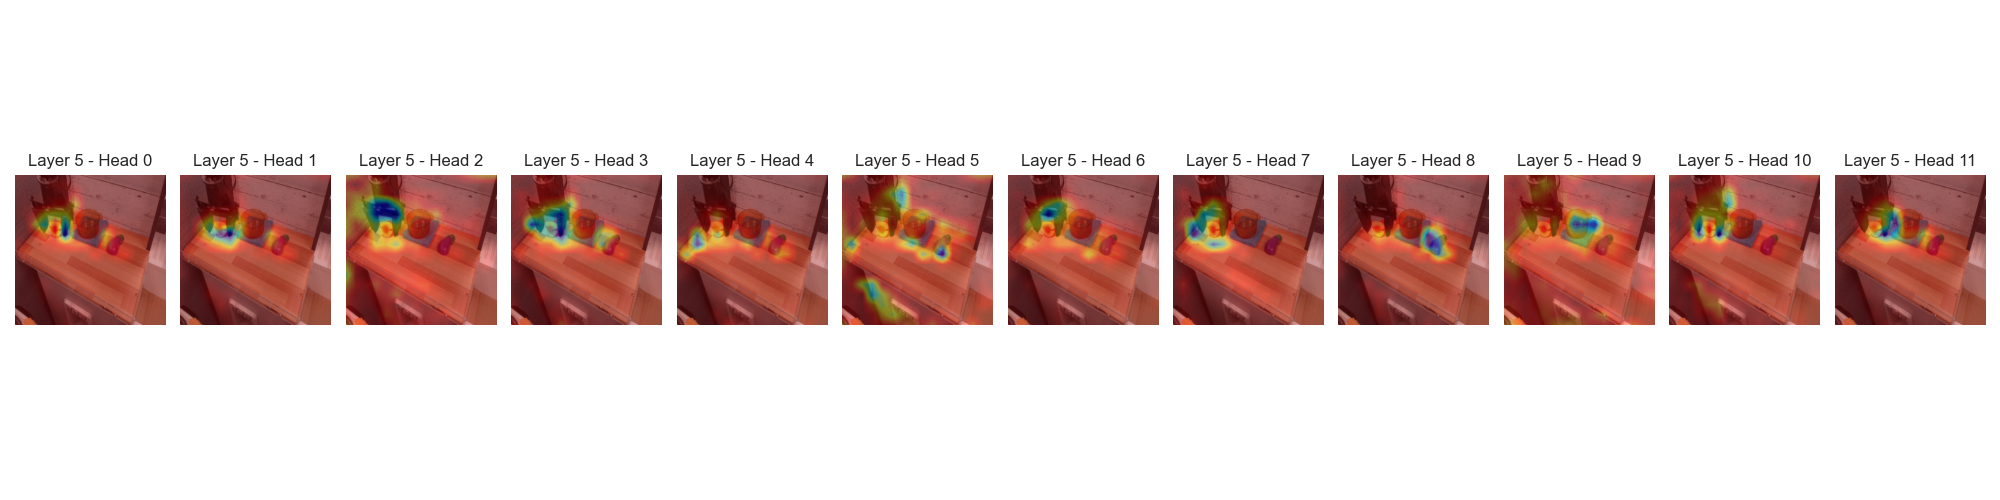 Layer 5 - Head 0
Layer 5 - Head 1
Layer 5 - Head 2
Layer 5 - Head 3
Layer 5 - Head 4
Layer 5 - Head 5
Layer 5 - Head 6
Layer 5 - Head 7
Layer 5 - Head 8
Layer 5 - Head 9
Layer 5 - Head 10
Layer 5 - Head 11